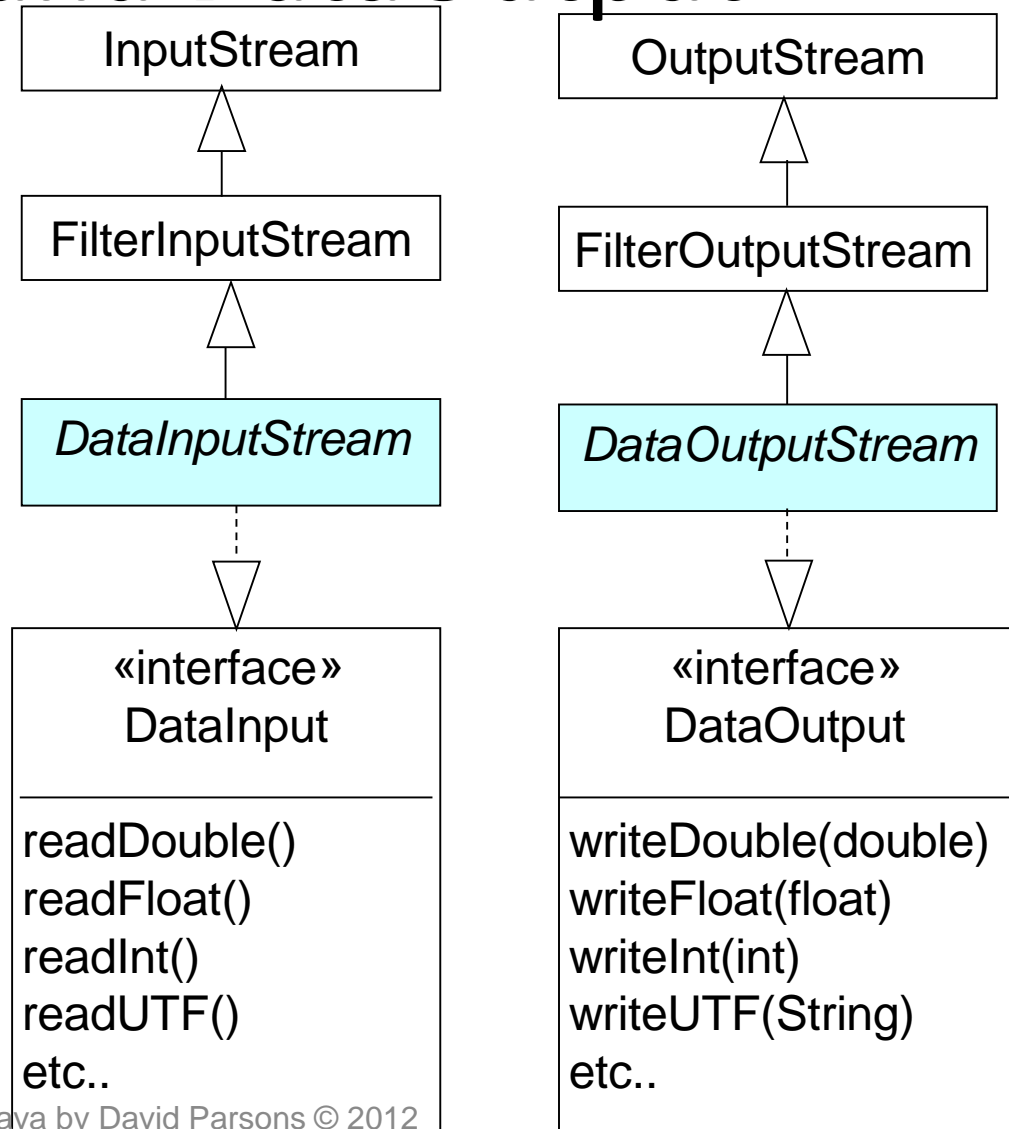 InputStream
FilterInputStream
DataInputStream
«interface»
DataInput
readDouble()
readFloat()
readInt()
readUTF()
etc..
OutputStream
FilterOutputStream
DataOutputStream
«interface»
DataOutput
writeDouble(double)
writeFloat(float)
writeInt(int)
writeUTF(String)
etc..
by David Parsons © 2012